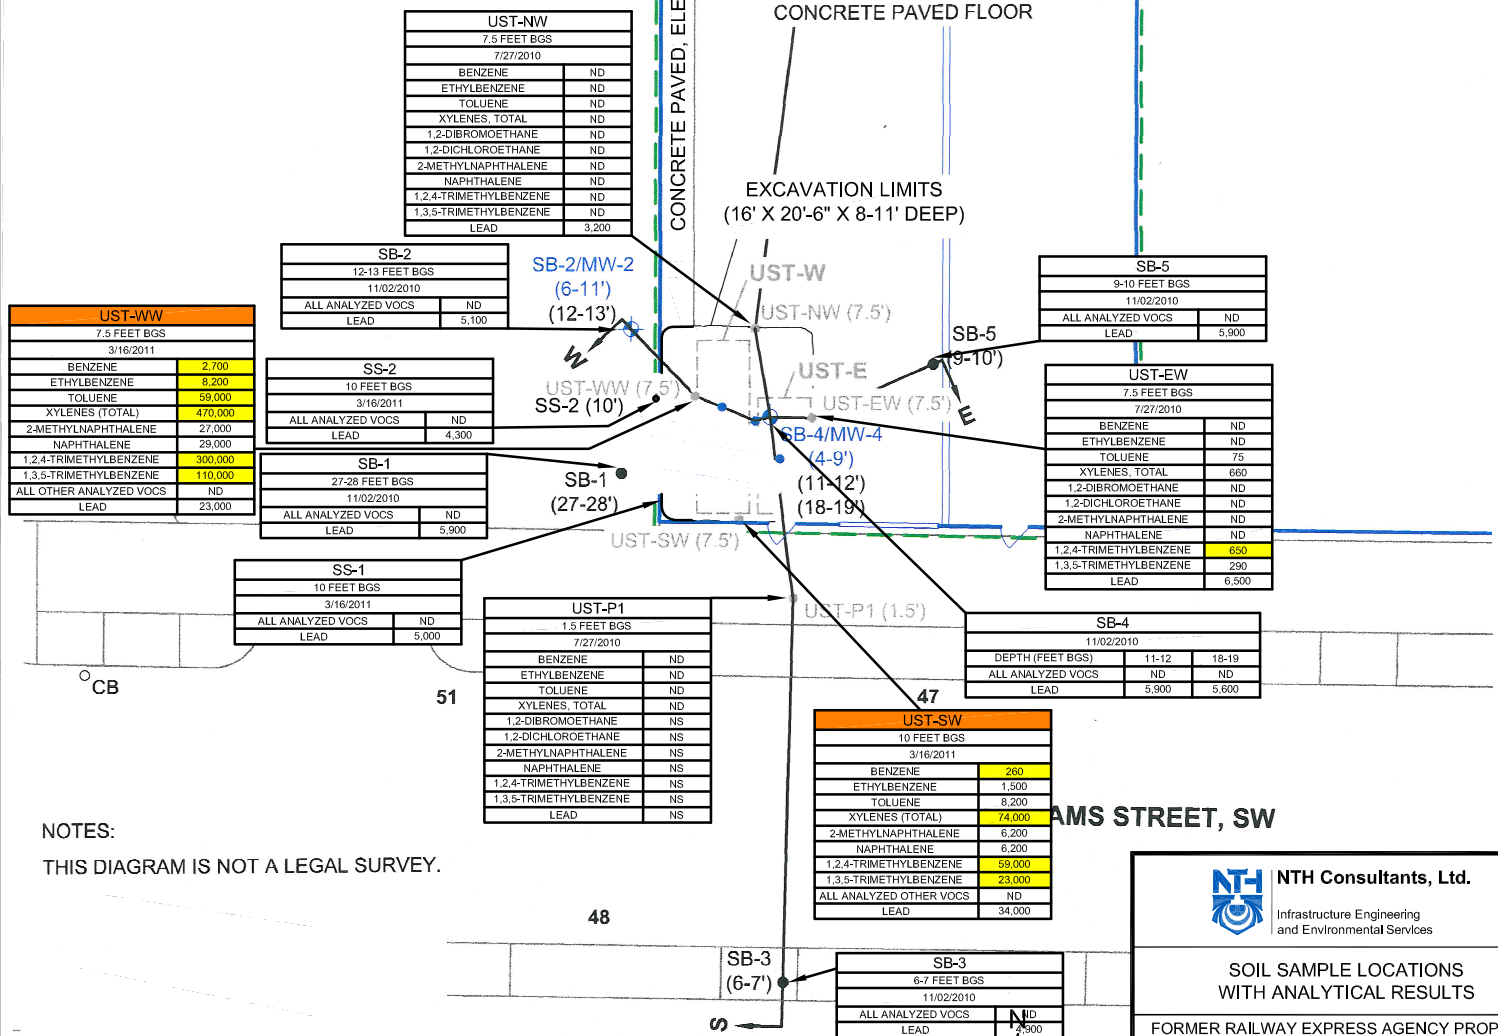 CONCRETE PAVED FLOOR
CONCRETE PAVED, ELE
UST-NW
7.5 FEET BGS
7/27/2010
BENZENE ND
ETHYLBENZENE ND
TOLUENE ND
XYLENES, TOTAL ND
1,2-DIBROMOETHANE ND
1,2-DICHLOROETHANE ND
2-METHYLNAPHTHALENE ND
NAPHTHALENE ND
1,2,4-TRIMETHYLBENZENE ND
1,3,5-TRIMETHYLBENZENE ND
LEAD 3,200
EXCAVATION LIMITS
(16' X 20'-6" X 8-11' DEEP)
SB-2
12-13 FEET BGS
11/02/2010
ALL ANALYZED VOCS ND
LEAD 5,100
SB-2/MW-2
(6-11')
(12-13')
W
UST-W
UST-NW (7.5')
SB-5
(9-10')
E
SB-5
9-10 FEET BGS
11/02/2010
ALL ANALYZED VOCS ND
LEAD 5,900
UST-WW
7.5 FEET BGS
3/16/2011
BENZENE 2,700
ETHYLBENZENE 8,200
TOLUENE 59,000
XYLENES (TOTAL) 470,000
2-METHYLNAPHTHALENE 27,000
NAPHTHALENE 29,000
1,2,4-TRIMETHYLBENZENE 300,000
1,3,5-TRIMETHYLBENZENE 110,000
ALL OTHER ANALYZED VOCS ND
LEAD 23,000
SS-2
10 FEET BGS
3/16/2011
ALL ANALYZED VOCS ND
LEAD 4,300
UST-WW (7.5')
SS-2 (10')
UST-E
UST-EW (7.5')
SB-4/MW-4
(4-9')
(11-12')
(18-19')
UST-EW
7.5 FEET BGS
7/27/2010
BENZENE ND
ETHYLBENZENE ND
TOLUENE 75
XYLENES, TOTAL 660
1,2-DIBROMOETHANE ND
1,2-DICHLOROETHANE ND
2-METHYLNAPHTHALENE ND
NAPHTHALENE ND
1,2,4-TRIMETHYLBENZENE 650
1,3,5-TRIMETHYLBENZENE 290
LEAD 6,500
SB-1
27-28 FEET BGS
11/02/2010
ALL ANALYZED VOCS ND
LEAD 5,900
SB-1
(27-28')
UST-SW (7.5')
SS-1
10 FEET BGS
3/16/2011
ALL ANALYZED VOCS ND
LEAD 5,000
UST-P1
1.5 FEET BGS
7/27/2010
BENZENE ND
ETHYLBENZENE ND
TOLUENE ND
XYLENES, TOTAL ND
1,2-DIBROMOETHANE NS
1,2-DICHLOROETHANE NS
2-METHYLNAPHTHALENE NS
NAPHTHALENE NS
1,2,4-TRIMETHYLBENZENE NS
1,3,5-TRIMETHYLBENZENE NS
LEAD NS
UST-P1 (1.5')
SB-4
11/02/2010
DEPTH (FEET BGS) 11-12 18-19
ALL ANALYZED VOCS ND ND
LEAD 5,900 5,600
CB
51
47
UST-SW
10 FEET BGS
3/16/2011
BENZENE 260
ETHYLBENZENE 1,500
TOLUENE 8,200
XYLENES (TOTAL) 74,000
2-METHYLNAPHTHALENE 6,200
NAPHTHALENE 6,200
1,2,4-TRIMETHYLBENZENE 59,000
1,3,5-TRIMETHYLBENZENE 23,000
ALL ANALYZED OTHER VOCS ND
LEAD 34,000
AMS STREET, SW
NOTES:
THIS DIAGRAM IS NOT A LEGAL SURVEY.
48
SB-3
(6-7')
S
SB-3
6-7 FEET BGS
11/02/2010
ALL ANALYZED VOCS ND
LEAD 4,900
N
NTH
NTH Consultants, Ltd.
Infrastructure Engineering
and Environmental Services
SOIL SAMPLE LOCATIONS
WITH ANALYTICAL RESULTS
FORMER RAILWAY EXPRESS AGENCY PROP